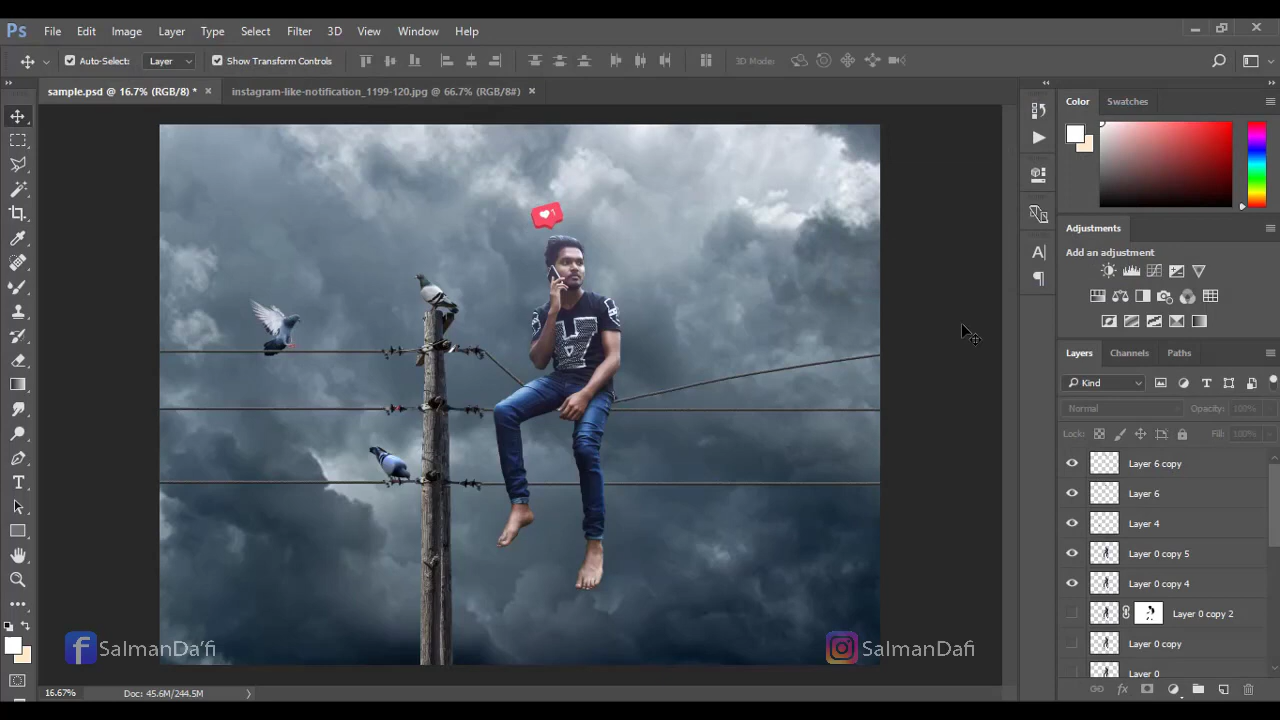 Ps File Edit Image Layer Type Select Filter 3D View Window Help
Auto-Select: Layer Show Transform Controls 3D Mode:
sample.psd @ 16.7% (RGB/8) * × instagram-like-notification_1199-120.jpg @ 66.7% (RGB/8#) ×
Color Swatches
Adjustments
Add an adjustment
Layers Channels Paths
Kind
Normal Opacity: 100%
Lock: Fill: 100%
Layer 6 copy
Layer 6
Layer 4
Layer 0 copy 5
Layer 0 copy 4
Layer 0 copy 2
Layer 0 copy
Layer 0
1
f SalmanDa'fi
SalmanDafi
16.67% Doc: 45.6M/244.5M